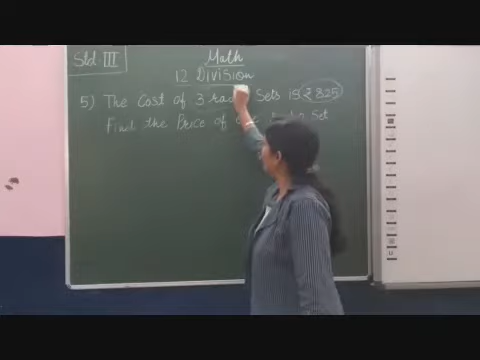 Std. III
Math
12 Division
5) The Cost of 3 Sets is ₹ 825
Find the Price of Set